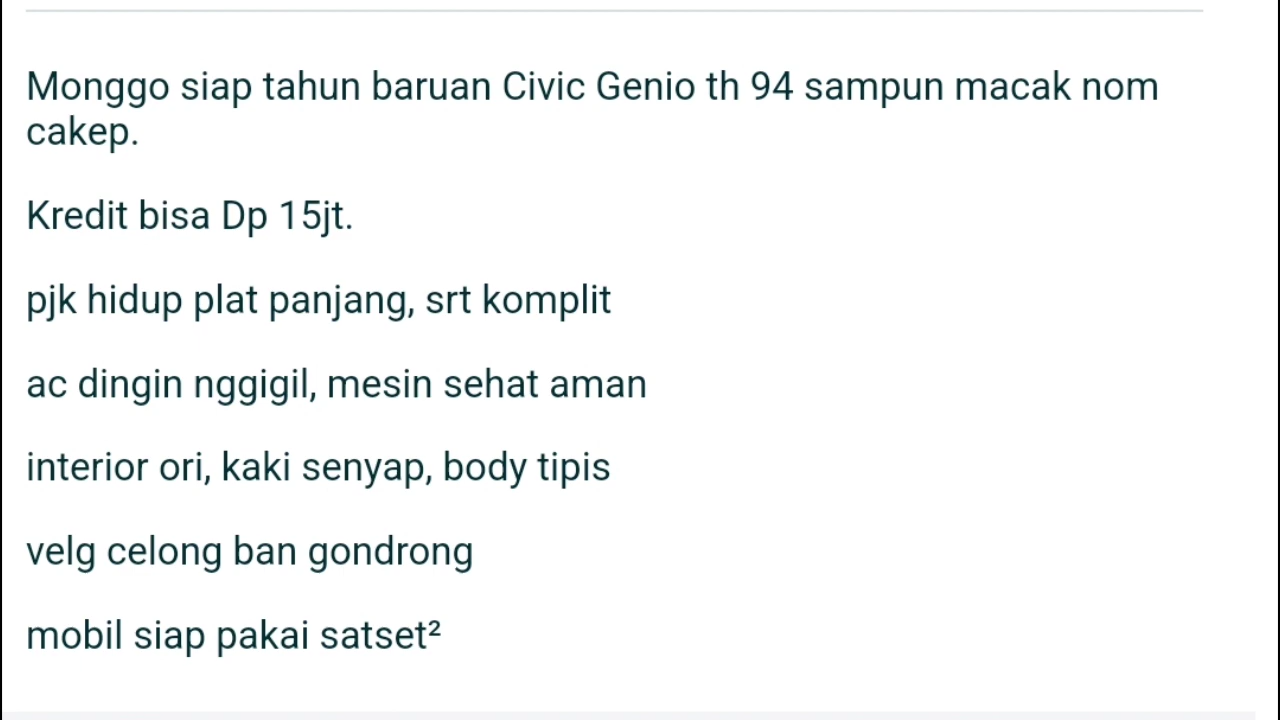 Monggo siap tahun baruan Civic Genio th 94 sampun macak nom
cakep.
Kredit bisa Dp 15jt.
pjk hidup plat panjang, srt komplit
ac dingin nggigil, mesin sehat aman
interior ori, kaki senyap, body tipis
velg celong ban gondrong
mobil siap pakai satset²